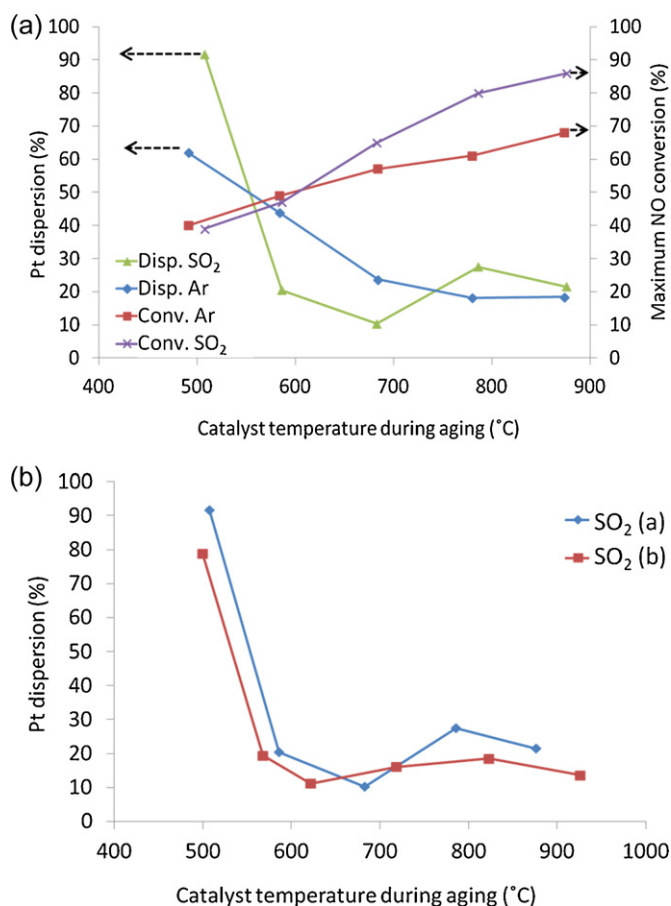 (a)
100
90
80
70
60
50
40
30
20
10
0
Pt dispersion (%)
100
90
80
70
60
50
40
30
20
10
0
Maximum NO conversion (%)
Disp. SO₂
Disp. Ar
Conv. Ar
Conv. SO₂
400 500 600 700 800 900
Catalyst temperature during aging (˚C)
(b)
100
90
80
70
60
50
40
30
20
10
0
Pt dispersion (%)
SO₂ (a)
SO₂ (b)
400 500 600 700 800 900 1000
Catalyst temperature during aging (˚C)